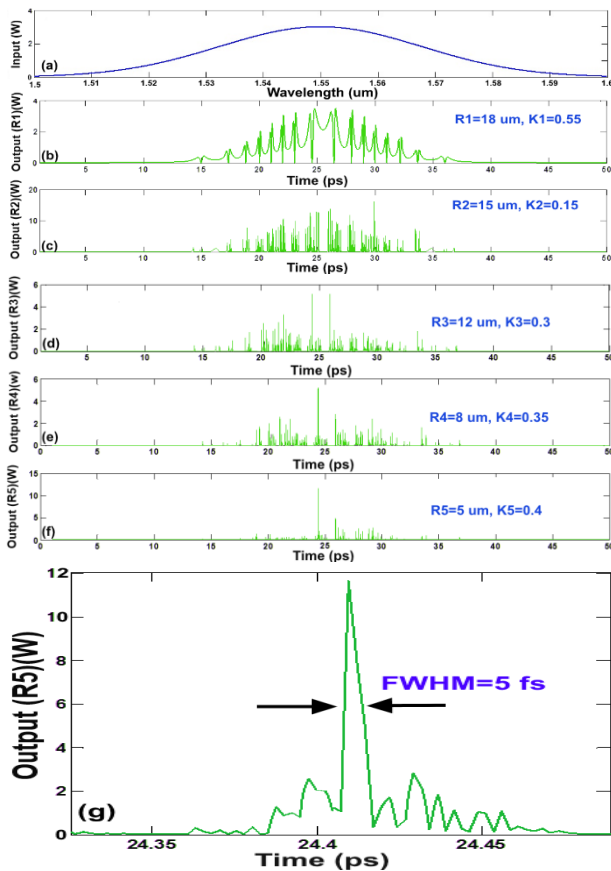 4
2
0
Input (W)
(a)
1.5 1.51 1.52 1.53 1.54 1.55 1.56 1.57 1.58 1.59 1.6
Wavelength (um)
4
2
0
Output (R1)(W)
R1=18 um, K1=0.55
(b)
0 5 10 15 20 25 30 35 40 45 50
Time (ps)
20
10
0
Output (R2)(W)
R2=15 um, K2=0.15
(c)
0 5 10 15 20 25 30 35 40 45 50
Time (ps)
6
4
2
0
Output (R3)(W)
R3=12 um, K3=0.3
(d)
0 5 10 15 20 25 30 35 40 45 50
Time (ps)
6
4
2
0
Output (R4)(w)
R4=8 um, K4=0.35
(e)
0 5 10 15 20 25 30 35 40 45 50
Time (ps)
15
10
5
0
Output (R5)(W)
R5=5 um, K5=0.4
(f)
0 5 10 15 20 25 30 35 40 45 50
Time (ps)
12
10
8
6
4
2
0
Output (R5)(W)
FWHM=5 fs
(g)
24.35 24.4 24.45
Time (ps)